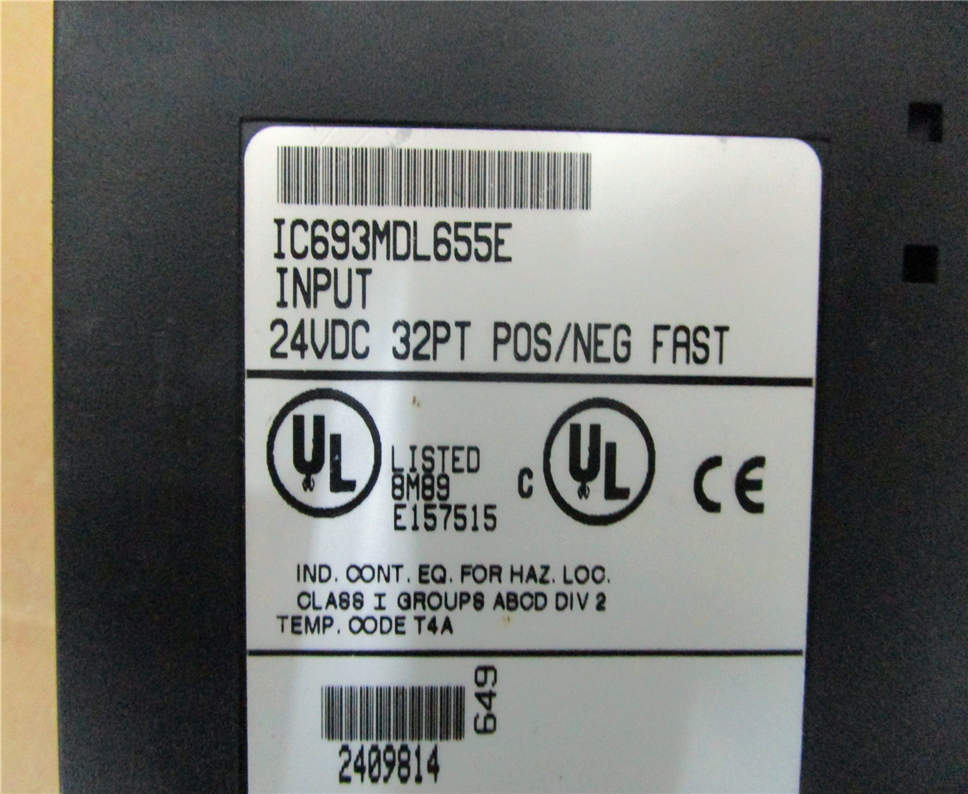 IC693MDL655E
INPUT
24VDC 32PT POS/NEG FAST
UL
LISTED
8M89
E157515
C UL
CE
IND. CONT. EQ. FOR HAZ. LOC.
CLASS I GROUPS ABCD DIV 2
TEMP. CODE T4A
649
2409814